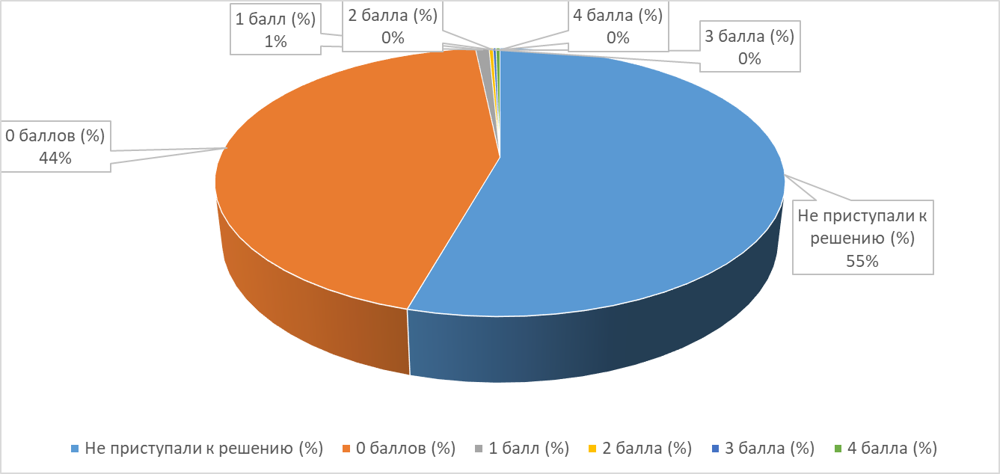 1 балл (%)
1%
2 балла (%)
0%
4 балла (%)
0%
3 балла (%)
0%
0 баллов (%)
44%
Не приступали к
решению (%)
55%
Не приступали к решению (%)
0 баллов (%)
1 балл (%)
2 балла (%)
3 балла (%)
4 балла (%)